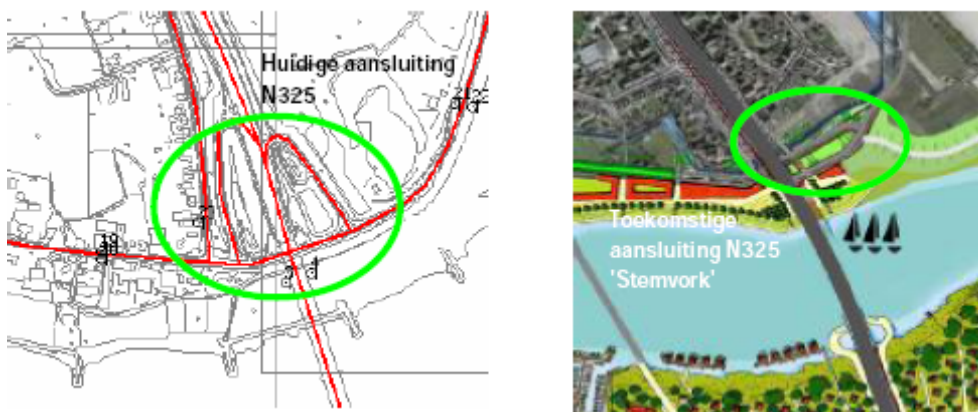 Huidige aansluiting
N325
Toekomstige
aansluiting N325
'Stemvork'